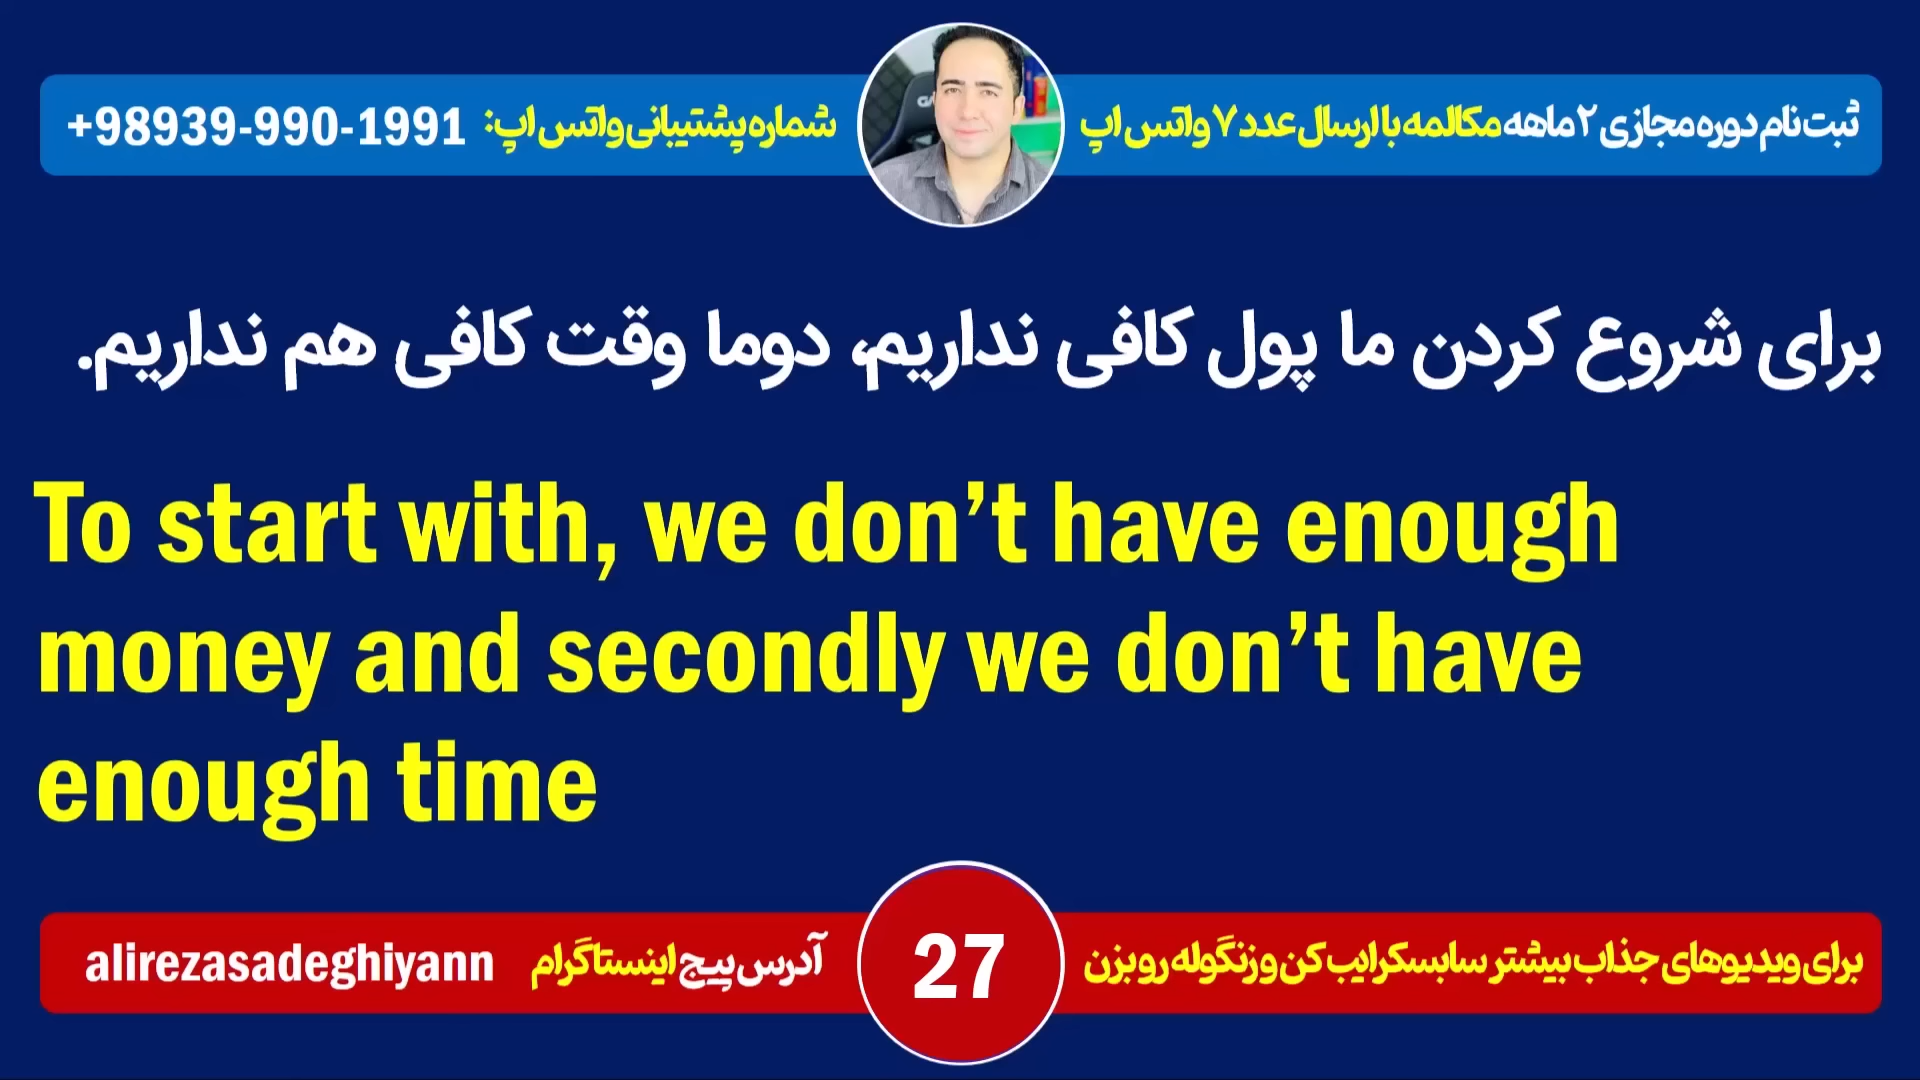 ثبت نام دوره مجازی ۲ ماهه مکالمه با ارسال عدد ۷ واتس اپ
شماره پشتیبانی واتس اپ: +98939-990-1991
برای شروع کردن ما پول کافی نداریم، دوما وقت کافی هم نداریم.
To start with, we don’t have enough
money and secondly we don’t have
enough time
برای ویدیوهای جذاب بیشتر سابسکرایب کن و زنگوله رو بزن
27
آدرس پیج اینستاگرام alirezasadeghiyann